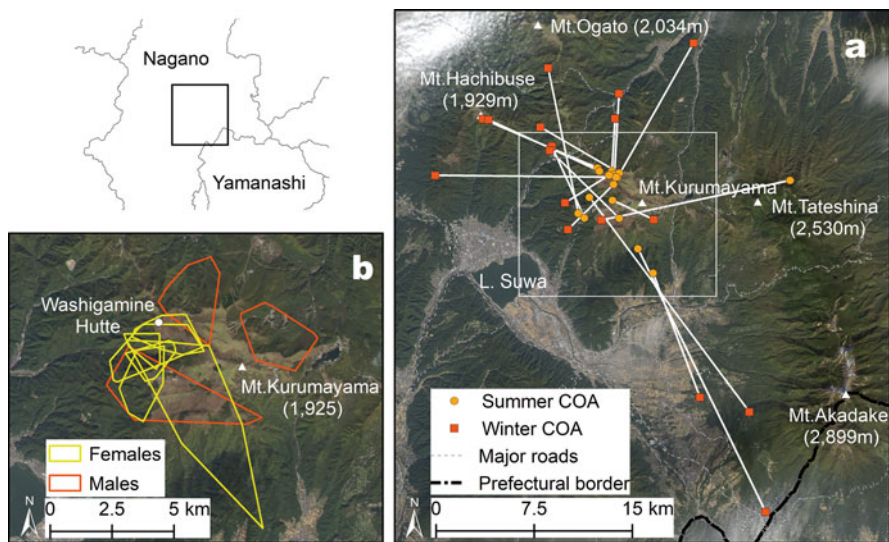 Nagano
Yamanashi
a
Mt.Ogato (2,034m)
Mt.Hachibuse
(1,929m)
Mt.Kurumayama
Mt.Tateshina
(2,530m)
L. Suwa
Mt.Akadake
(2,899m)
Summer COA
Winter COA
Major roads
Prefectural border
N
0 7.5 15 km
b
Washigamine
Hutte
Mt.Kurumayama
(1,925)
Females
Males
N
0 2.5 5 km